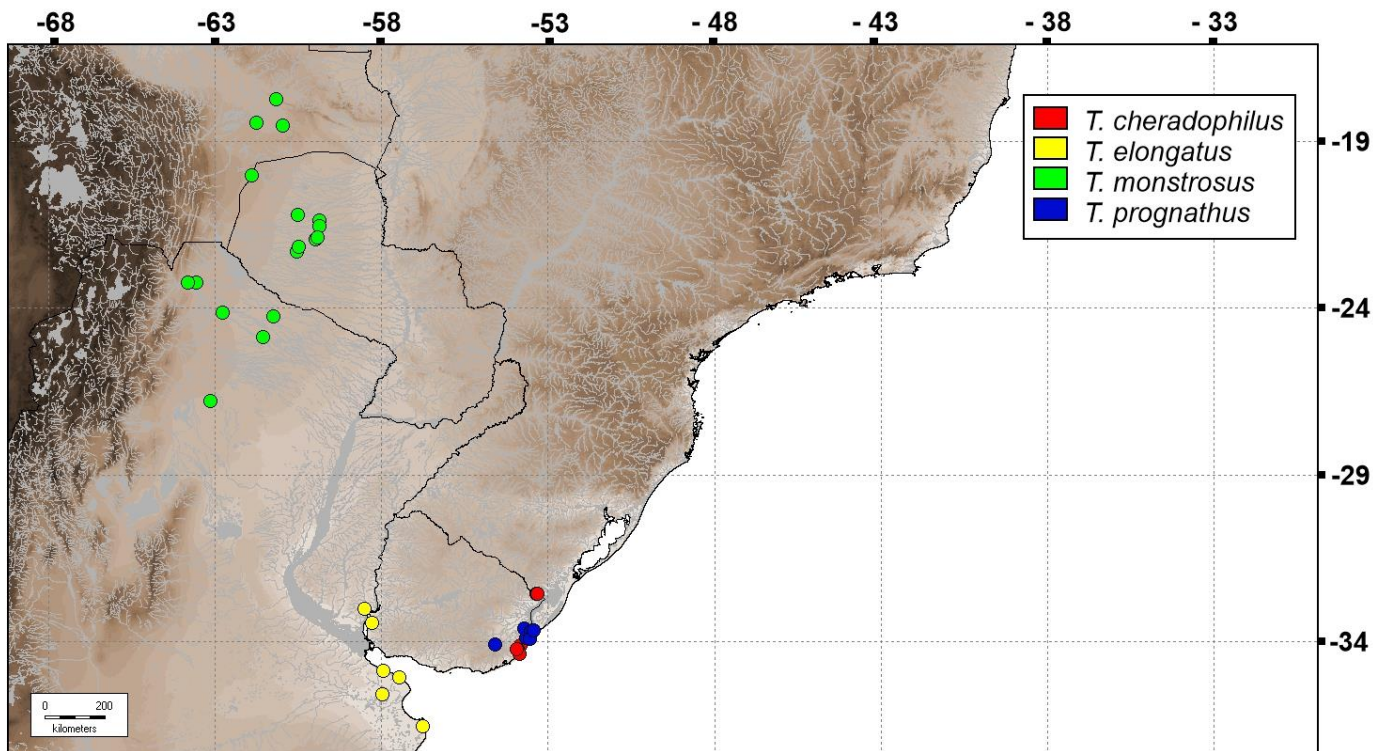 -68 -63 -58 -53 - 48 - 43 - 38 - 33
T. cheradophilus
T. elongatus
T. monstrosus
T. prognathus
-19
-24
-29
-34
0 200
kilometers